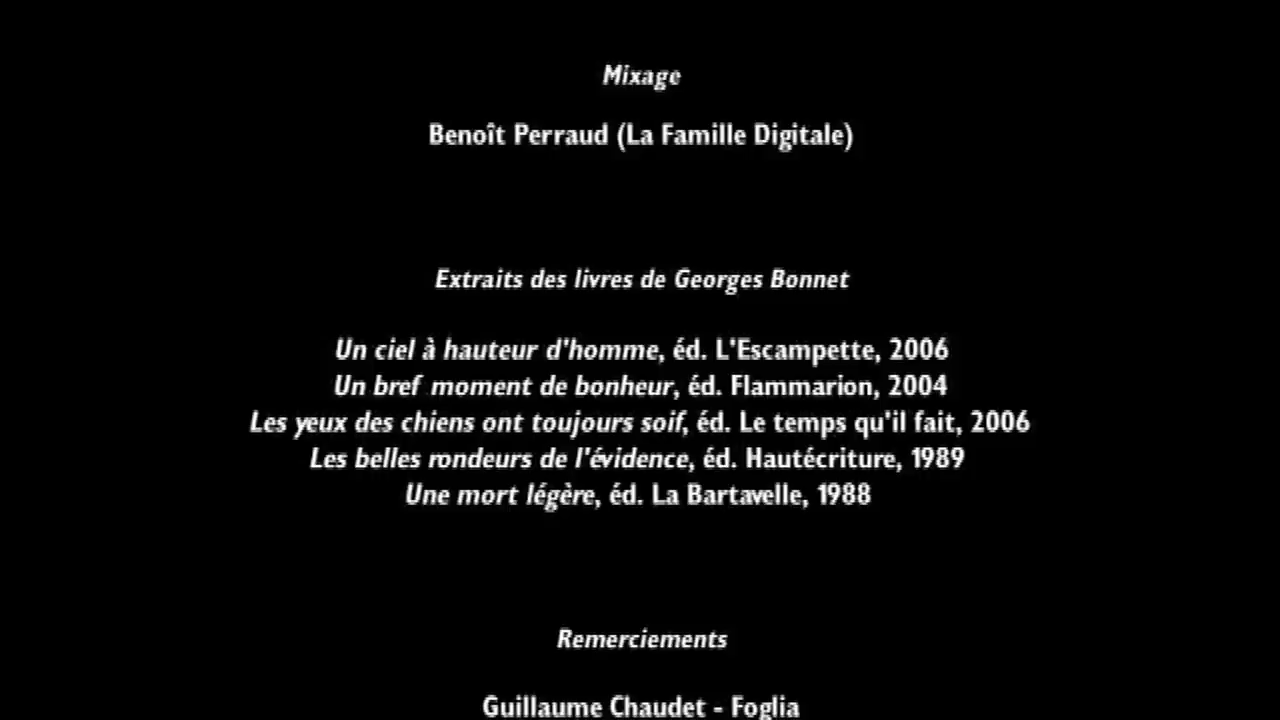 Mixage
Benoît Perraud (La Famille Digitale)
Extraits des livres de Georges Bonnet
Un ciel à hauteur d'homme, éd. L'Escampette, 2006
Un bref moment de bonheur, éd. Flammarion, 2004
Les yeux des chiens ont toujours soif, éd. Le temps qu'il fait, 2006
Les belles rondeurs de l'évidence, éd. Hautécriture, 1989
Une mort légère, éd. La Bartavelle, 1988
Remerciements
Guillaume Chaudet - Foglia